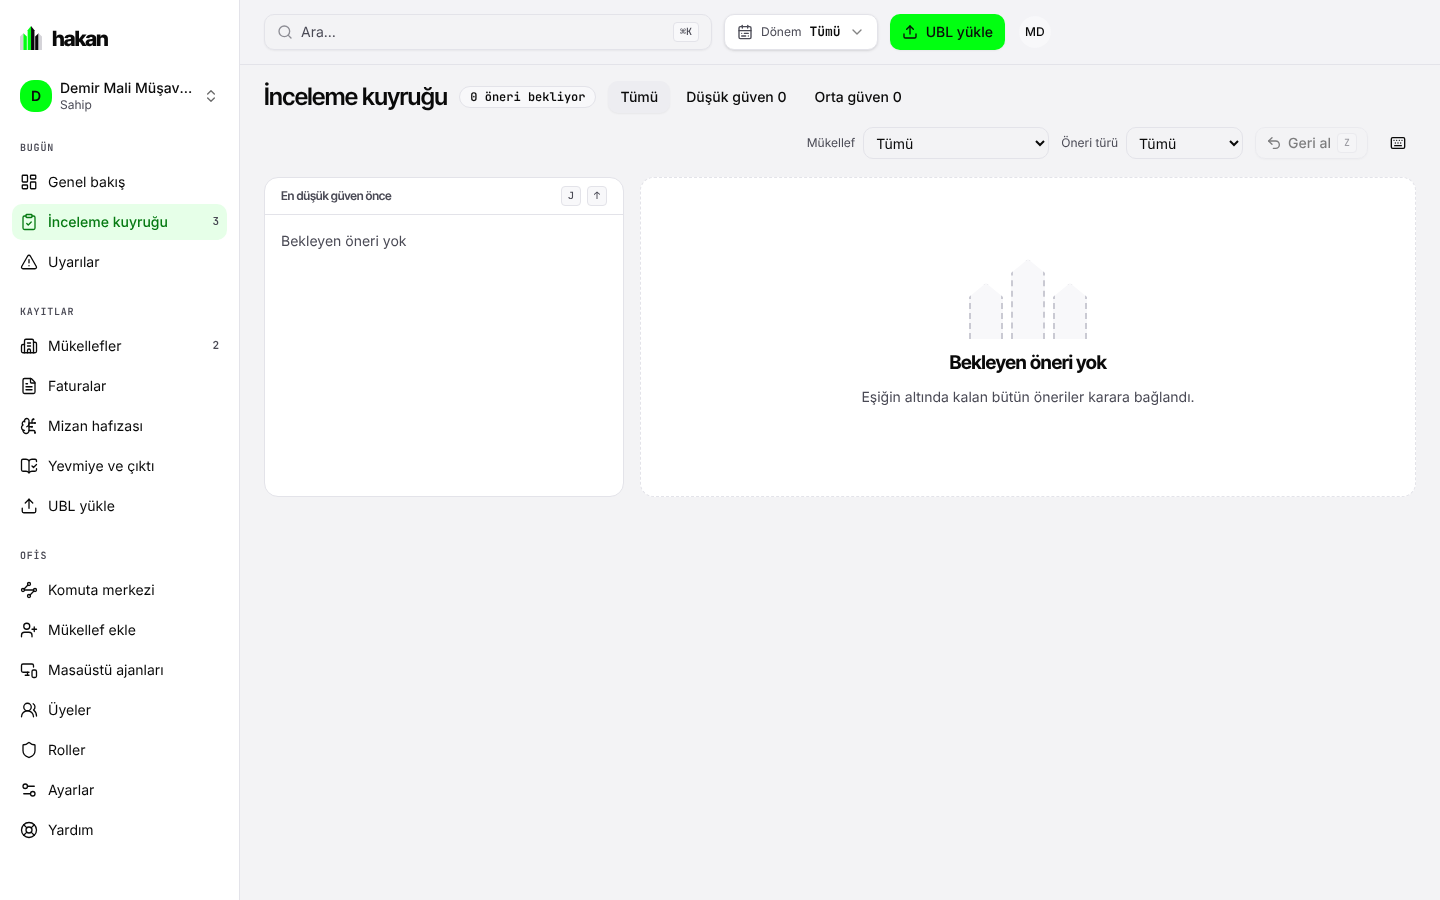 hakan
Demir Mali Müşav...
Sahip
BUGÜN
Genel bakış
İnceleme kuyruğu 3
Uyarılar
KAYITLAR
Mükellefler 2
Faturalar
Mizan hafızası
Yevmiye ve çıktı
UBL yükle
OFİS
Komuta merkezi
Mükellef ekle
Masaüstü ajanları
Üyeler
Roller
Ayarlar
Yardım
Ara... ⌘K
Dönem Tümü
UBL yükle
MD
İnceleme kuyruğu
0 öneri bekliyor
Tümü
Düşük güven 0
Orta güven 0
Mükellef Tümü
Öneri türü Tümü
Geri al Z
En düşük güven önce J ↑
Bekleyen öneri yok
Bekleyen öneri yok
Eşiğin altında kalan bütün öneriler karara bağlandı.